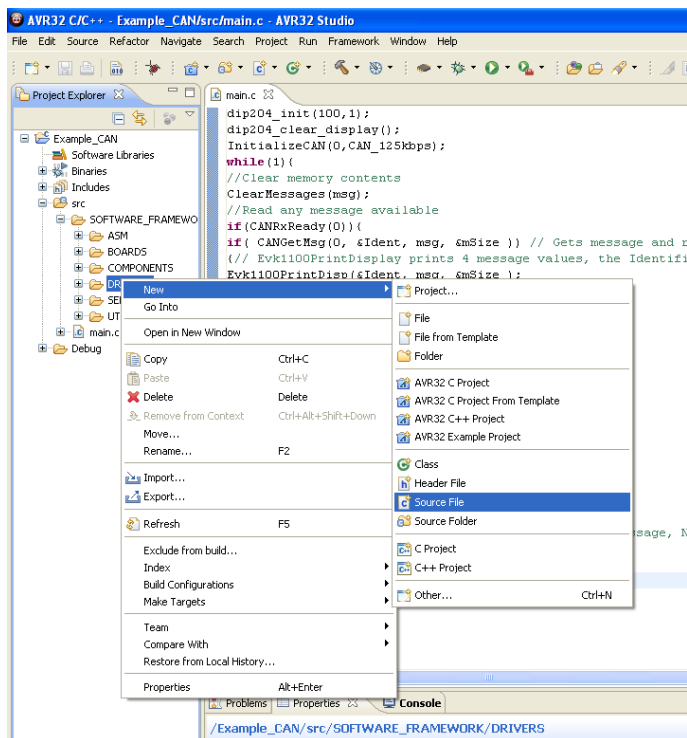 AVR32 C/C++ - Example_CAN/src/main.c - AVR32 Studio
File Edit Source Refactor Navigate Search Project Run Framework Window Help
Project Explorer
main.c
Example_CAN
Software Libraries
Binaries
Includes
src
SOFTWARE_FRAMEWO
ASM
BOARDS
COMPONENTS
DR
SE
UT
main.c
Debug
dip204_init(100,1);
dip204_clear_display();
InitializeCAN(0,CAN_125kbps);
while(1){
//Clear memory contents
ClearMessages(msg);
//Read any message available
if(CANRxReady(0)){
if( CANGetMsg(0, &Ident, msg, &mSize )) // Gets message and r
{// Evk1100PrintDisplay prints 4 message values, the Identifi
Evk1100PrintDisp(&Ident, msg, &mSize );
ssage, N
New
Go Into
Open in New Window
Copy Ctrl+C
Paste Ctrl+V
Delete Delete
Remove from Context Ctrl+Alt+Shift+Down
Move...
Rename... F2
Import...
Export...
Refresh F5
Exclude from build...
Index
Build Configurations
Make Targets
Team
Compare With
Restore from Local History...
Properties Alt+Enter
Project...
File
File from Template
Folder
AVR32 C Project
AVR32 C Project From Template
AVR32 C++ Project
AVR32 Example Project
Class
Header File
Source File
Source Folder
C Project
C++ Project
Other... Ctrl+N
Problems Properties Console
/Example_CAN/src/SOFTWARE_FRAMEWORK/DRIVERS